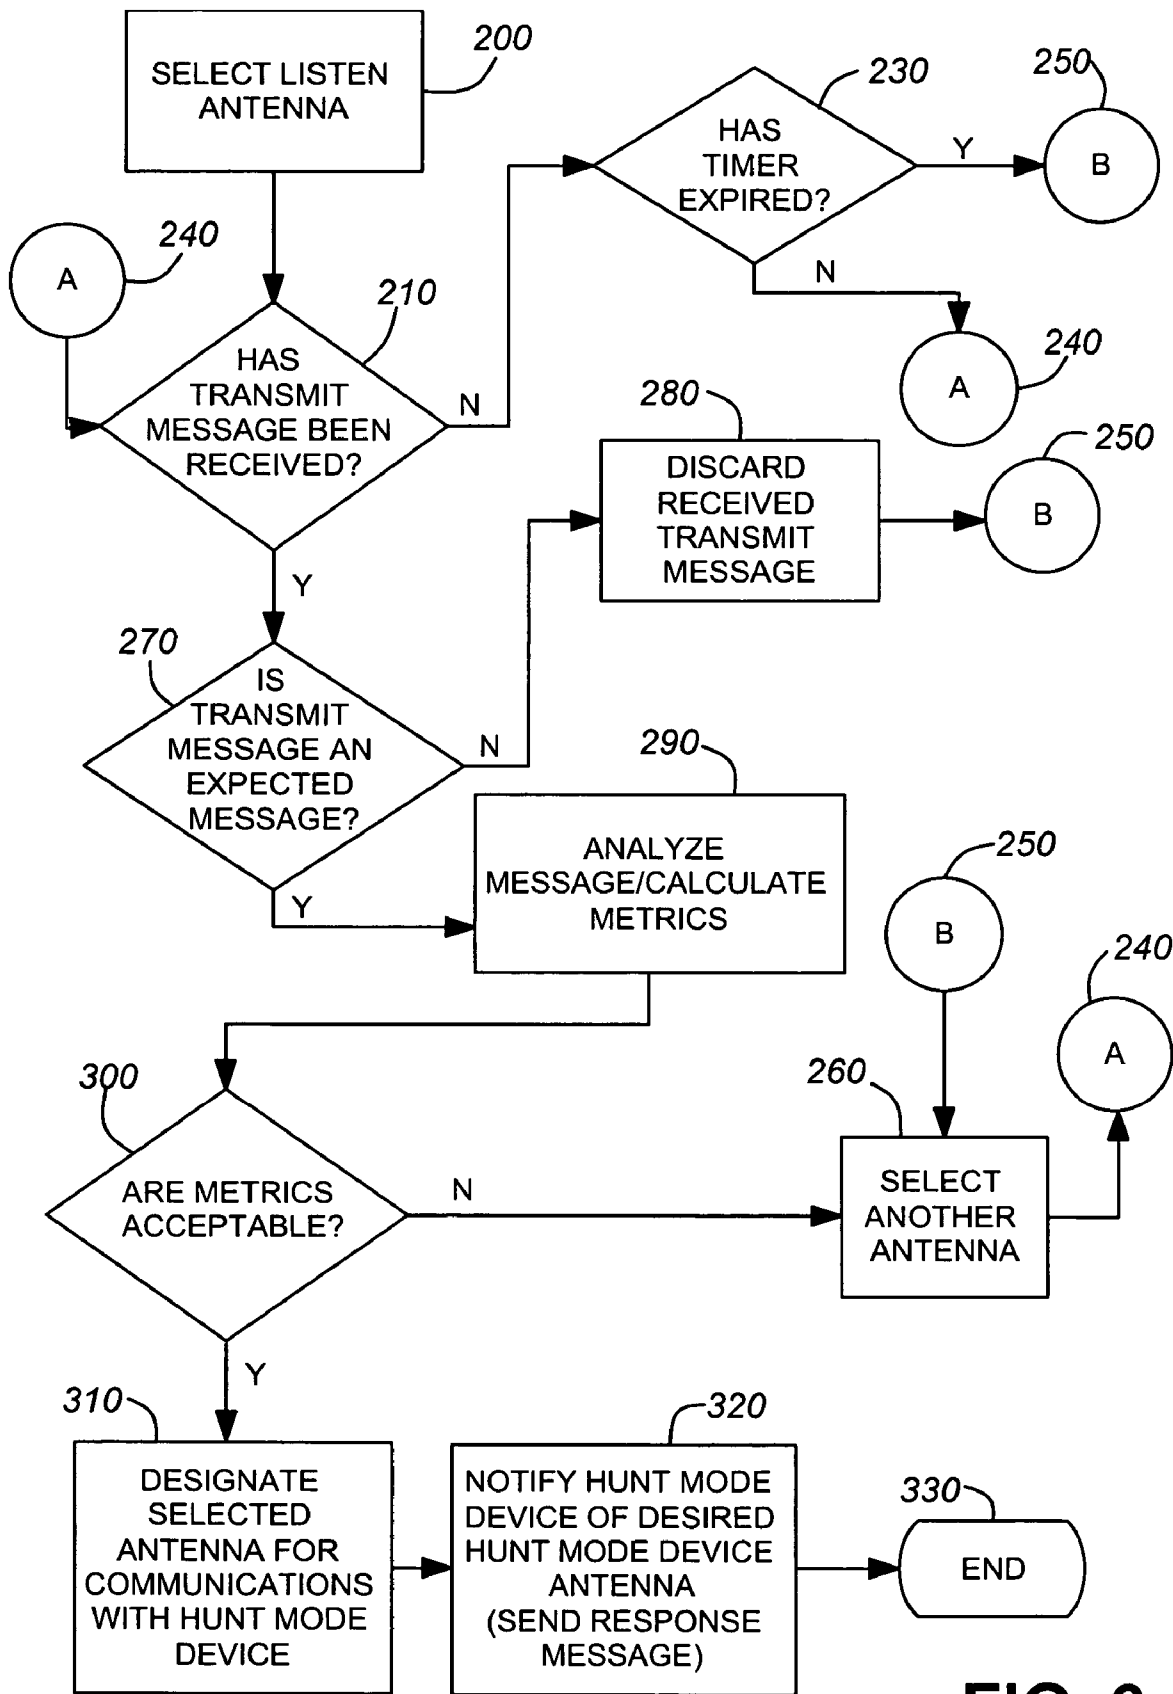 200
SELECT LISTEN
ANTENNA
230
HAS
TIMER
EXPIRED?
Y
250
B
N
240
A
240
A
210
HAS
TRANSMIT
MESSAGE BEEN
RECEIVED?
N
Y
280
DISCARD
RECEIVED
TRANSMIT
MESSAGE
250
B
270
IS
TRANSMIT
MESSAGE AN
EXPECTED
MESSAGE?
N
Y
290
ANALYZE
MESSAGE/CALCULATE
METRICS
250
B
240
A
300
ARE METRICS
ACCEPTABLE?
N
260
SELECT
ANOTHER
ANTENNA
Y
310
DESIGNATE
SELECTED
ANTENNA FOR
COMMUNICATIONS
WITH HUNT MODE
DEVICE
320
NOTIFY HUNT MODE
DEVICE OF DESIRED
HUNT MODE DEVICE
ANTENNA
(SEND RESPONSE
MESSAGE)
330
END
FIG.